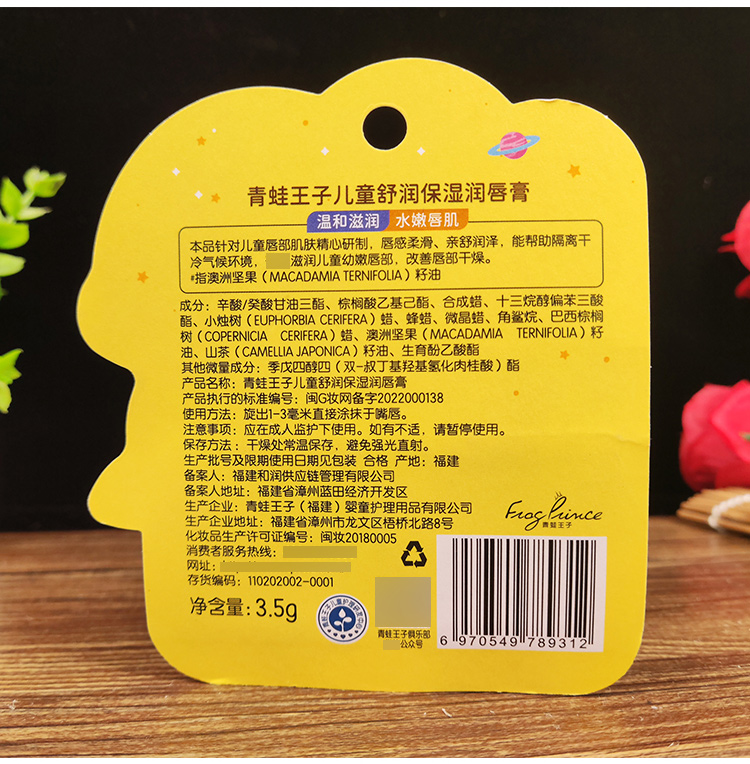 青蛙王子儿童舒润保湿润唇膏
温和滋润 水嫩唇肌
本品针对儿童唇部肌肤精心研制，唇感柔滑、亲舒润泽，能帮助隔离干
冷气候环境， 滋润儿童幼嫩唇部，改善唇部干燥。
#指澳洲坚果（MACADAMIA TERNIFOLIA）籽油
成分：辛酸/癸酸甘油三酯、棕榈酸乙基己酯、合成蜡、十三烷醇偏苯三酸
酯、小烛树（EUPHORBIA CERIFERA）蜡、蜂蜡、微晶蜡、角鲨烷、巴西棕榈
树（COPERNICIA CERIFERA）蜡、澳洲坚果（MACADAMIA TERNIFOLIA）籽
油、山茶（CAMELLIA JAPONICA）籽油、生育酚乙酸酯
其他微量成分：季戊四醇四（双-叔丁基羟基氢化肉桂酸）酯
产品名称：青蛙王子儿童舒润保湿润唇膏
产品执行的标准编号：闽G妆网备字2022000138
使用方法：旋出1-3毫米直接涂抹于嘴唇。
注意事项：应在成人监护下使用。如有不适，请暂停使用。
保存方法：干燥处常温保存，避免强光直射。
生产批号及限期使用日期见包装 合格 产地：福建
备案人：福建和润供应链管理有限公司
备案人地址：福建省漳州蓝田经济开发区
生产企业：青蛙王子（福建）婴童护理用品有限公司
生产企业地址：福建省漳州市龙文区梧桥北路8号
化妆品生产许可证编号：闽妆20180005
消费者服务热线：
网址：
存货编码：110202002-0001
净含量：3.5g
Frog Prince
青蛙王子
青蛙王子儿童护理研发中心
青蛙王子俱乐部
公众号
6 970549 789312